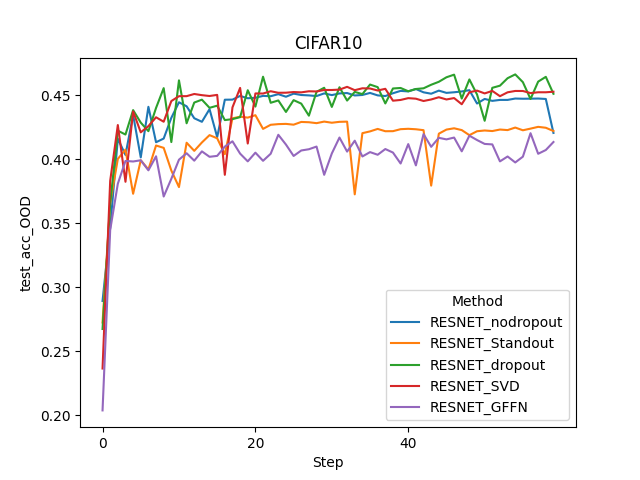 CIFAR10
test_acc_OOD
0.45
0.40
0.35
0.30
0.25
0.20
0
20
40
Step
Method
RESNET_nodropout
RESNET_Standout
RESNET_dropout
RESNET_SVD
RESNET_GFFN